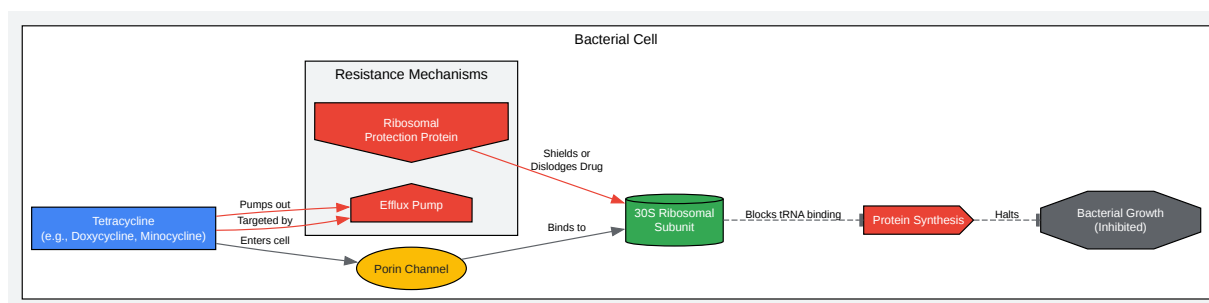 Bacterial Cell
Resistance Mechanisms
Ribosomal
Protection Protein
Shields or
Dislodges Drug
Pumps out
Efflux Pump
Targeted by
Tetracycline
(e.g., Doxycycline, Minocycline)
Enters cell
Porin Channel
Binds to
30S Ribosomal
Subunit
Blocks tRNA binding
Protein Synthesis
Halts
Bacterial Growth
(Inhibited)